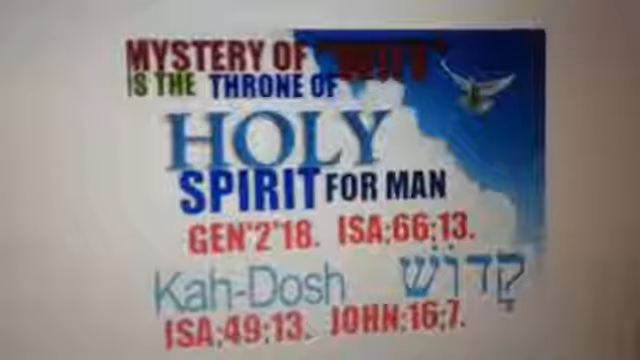 MYSTERY OF
IS THE THRONE OF
HOLY
SPIRIT FOR MAN
GEN'2'18. ISA;66;13.
Kah-Dosh קָדוֹשׁ
ISA;49;13. JOHN;16;7.